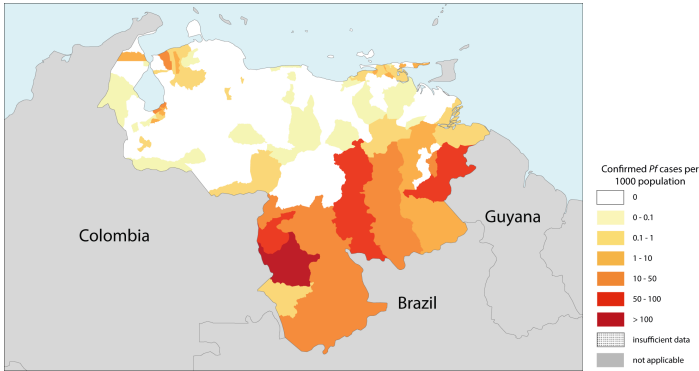 Colombia
Guyana
Brazil
Confirmed Pf cases per
1000 population
0
0 - 0.1
0.1 - 1
1 - 10
10 - 50
50 - 100
> 100
insufficient data
not applicable